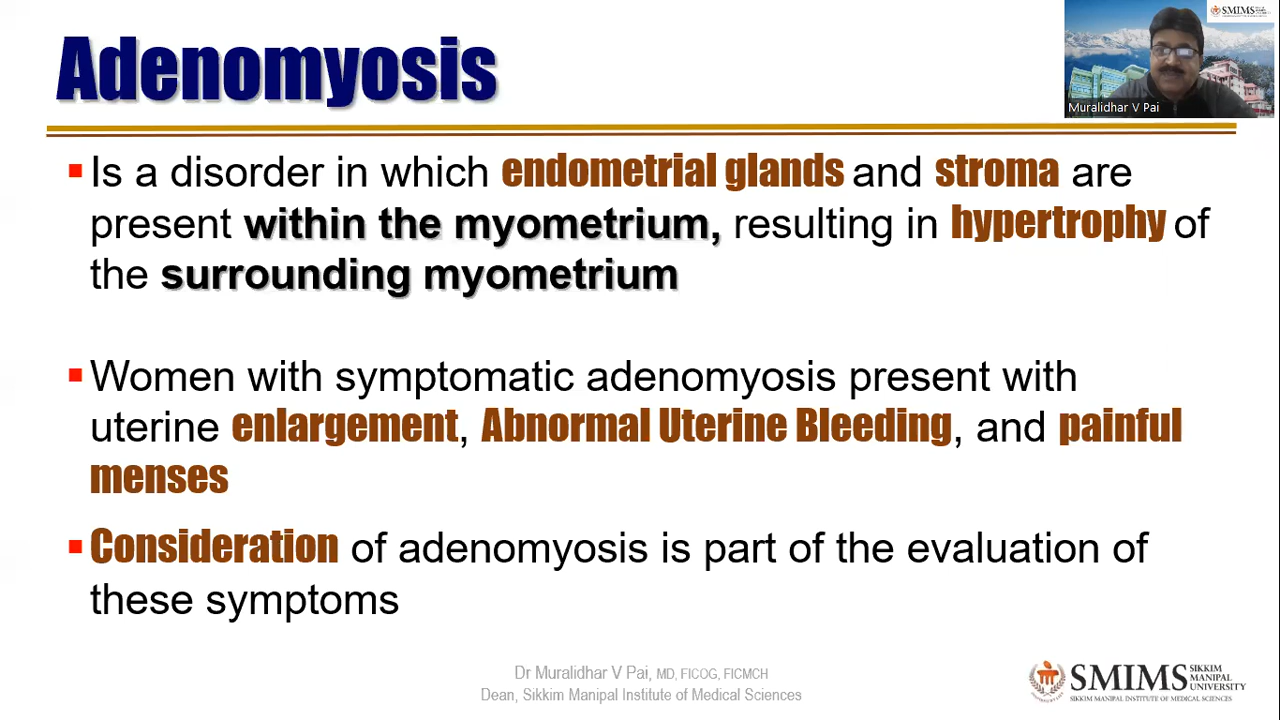 Adenomyosis
SMIMS
Muralidhar V Pai
Is a disorder in which endometrial glands and stroma are
present within the myometrium, resulting in hypertrophy of
the surrounding myometrium
Women with symptomatic adenomyosis present with
uterine enlargement, Abnormal Uterine Bleeding, and painful
menses
Consideration of adenomyosis is part of the evaluation of
these symptoms
Dr Muralidhar V Pai, MD, FICOG, FICMCH
Dean, Sikkim Manipal Institute of Medical Sciences
SMIMS SIKKIM
MANIPAL
UNIVERSITY
SIKKIM MANIPAL INSTITUTE OF MEDICAL SCIENCES